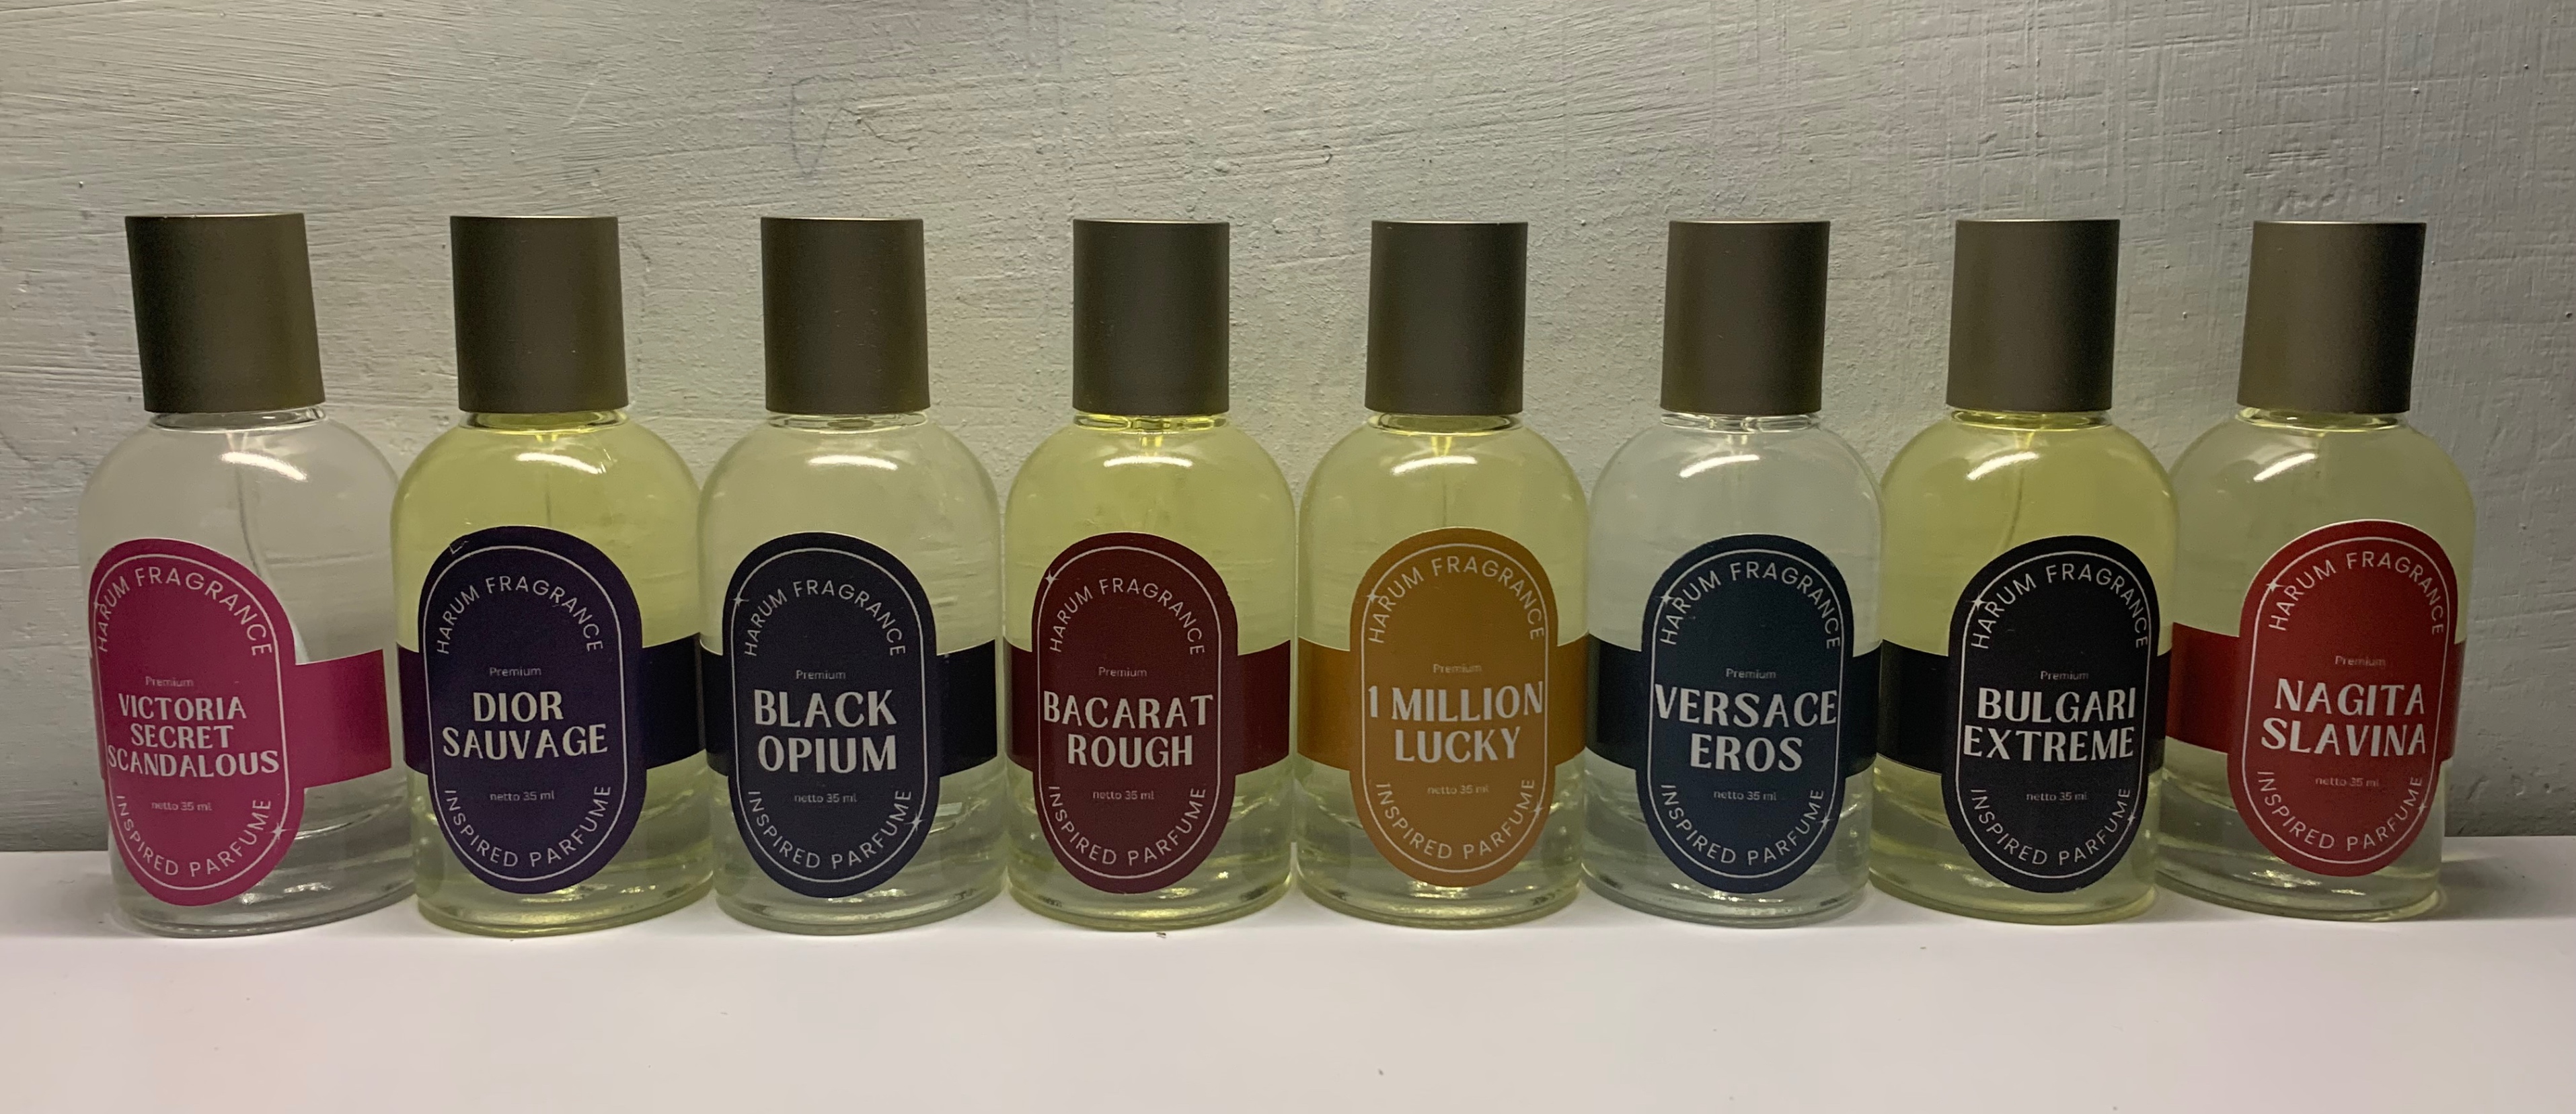 HARUM FRAGRANCE
Premium
VICTORIA
SECRET
SCANDALOUS
netto 35 ml
INSPIRED PARFUME
HARUM FRAGRANCE
Premium
DIOR
SAUVAGE
netto 35 ml
INSPIRED PARFUME
HARUM FRAGRANCE
Premium
BLACK
OPIUM
netto 35 ml
INSPIRED PARFUME
HARUM FRAGRANCE
Premium
BACARAT
ROUGH
netto 35 ml
INSPIRED PARFUME
HARUM FRAGRANCE
Premium
1 MILLION
LUCKY
netto 35 ml
INSPIRED PARFUME
HARUM FRAGRANCE
Premium
VERSACE
EROS
netto 35 ml
INSPIRED PARFUME
HARUM FRAGRANCE
Premium
BULGARI
EXTREME
netto 35 ml
INSPIRED PARFUME
HARUM FRAGRANCE
Premium
NAGITA
SLAVINA
netto 35 ml
INSPIRED PARFUME